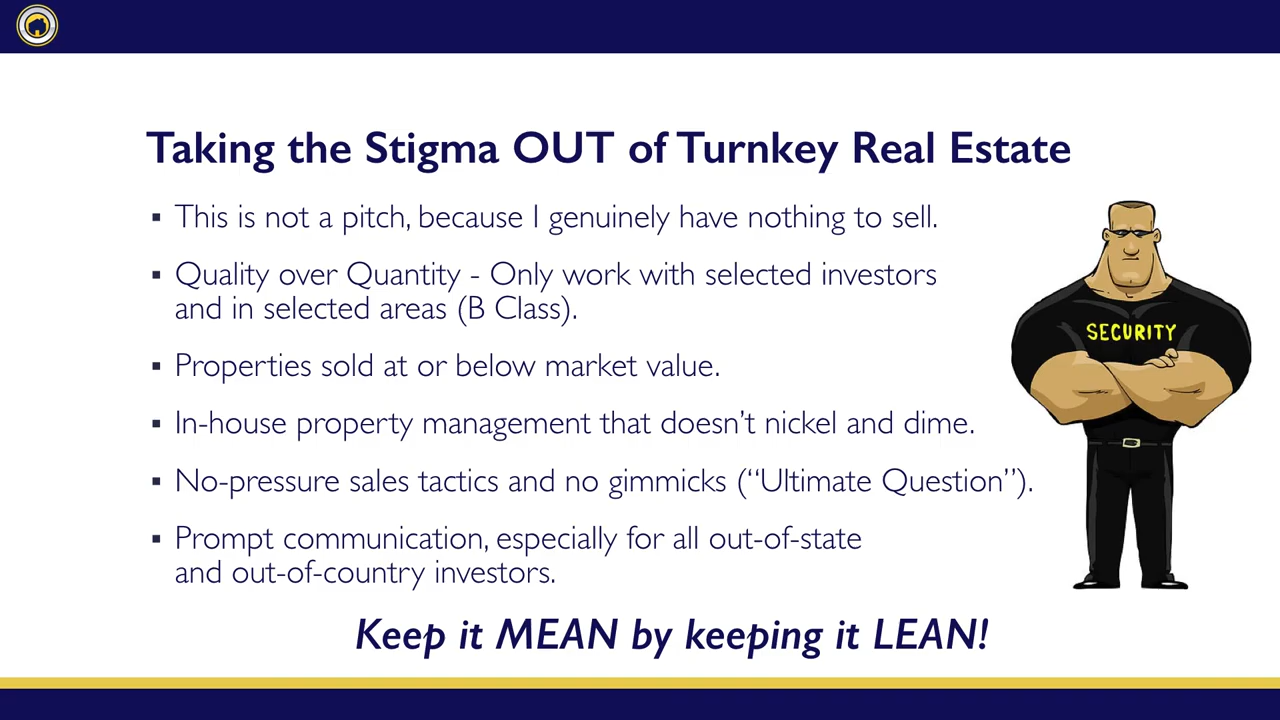 Taking the Stigma OUT of Turnkey Real Estate
▪ This is not a pitch, because I genuinely have nothing to sell.
▪ Quality over Quantity - Only work with selected investors
and in selected areas (B Class).
▪ Properties sold at or below market value.
▪ In-house property management that doesn’t nickel and dime.
▪ No-pressure sales tactics and no gimmicks (“Ultimate Question”).
▪ Prompt communication, especially for all out-of-state
and out-of-country investors.
SECURITY
Keep it MEAN by keeping it LEAN!